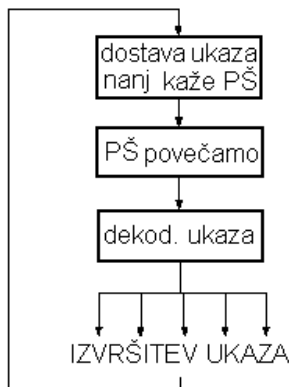 dostava ukaza
nanj kaže PŠ
PŠ povečamo
dekod. ukaza
IZVRŠITEV UKAZA